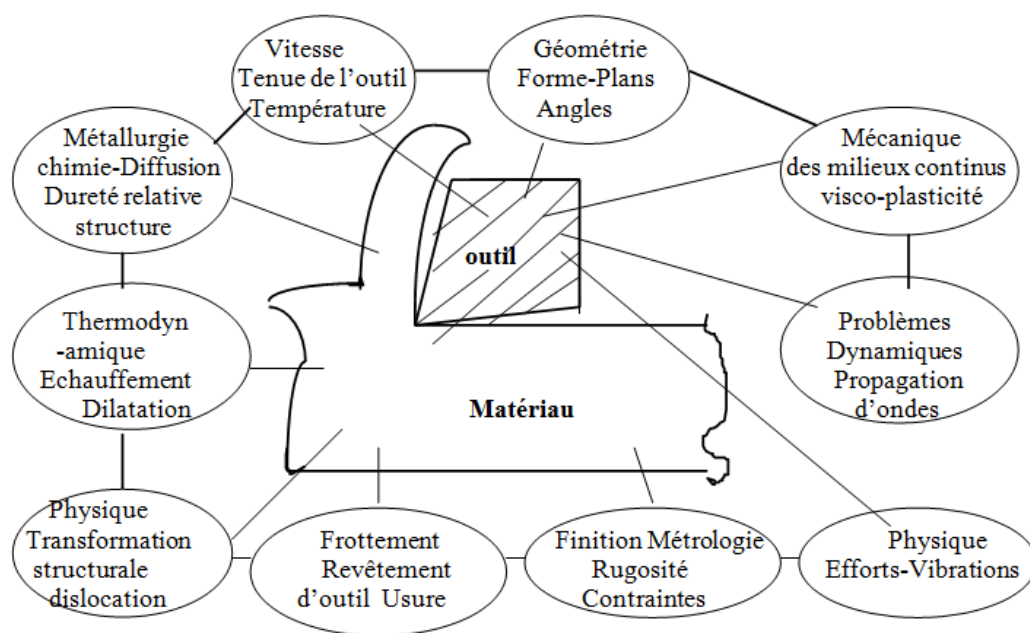 Vitesse
Tenue de l'outil
Température
Géométrie
Forme-Plans
Angles
Métallurgie
chimie-Diffusion
Dureté relative
structure
Mécanique
des milieux continus
visco-plasticité
outil
Thermodyn
-amique
Echauffement
Dilatation
Problèmes
Dynamiques
Propagation
d'ondes
Matériau
Physique
Transformation
structurale
dislocation
Frottement
Revêtement
d'outil Usure
Finition Métrologie
Rugosité
Contraintes
Physique
Efforts-Vibrations